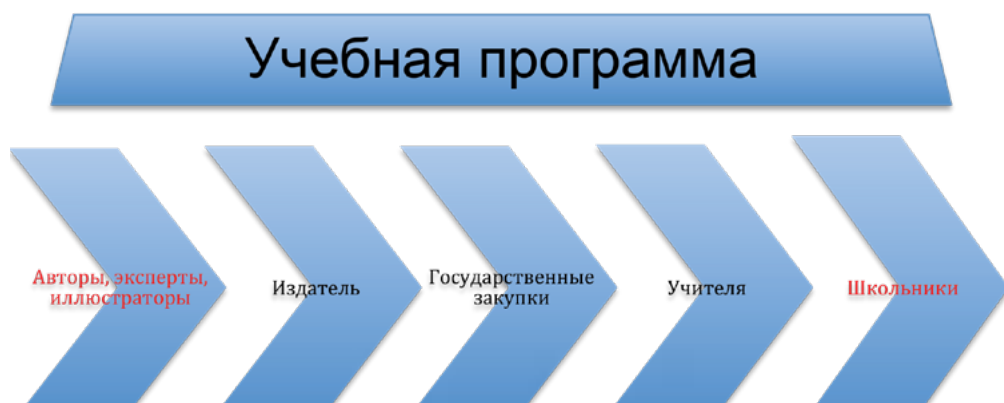 Учебная программа
Авторы, эксперты,
иллюстраторы
Издатель
Государственные
закупки
Учителя
Школьники